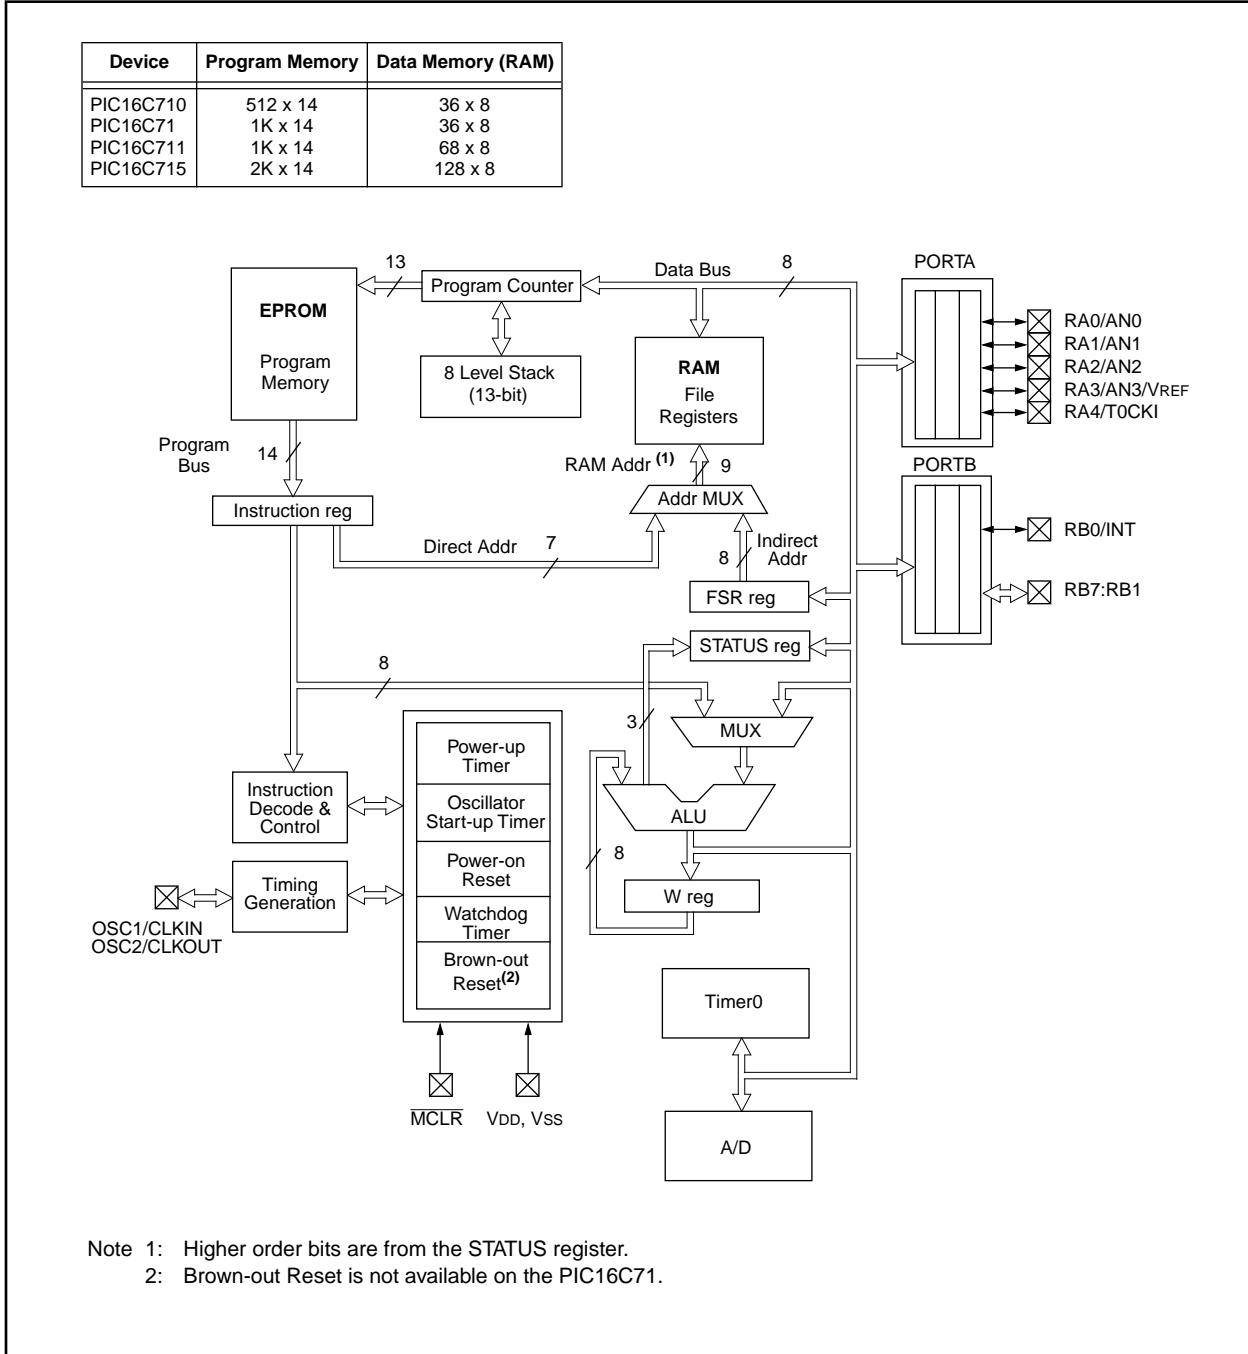 Device Program Memory Data Memory (RAM)
PIC16C710 512 x 14 36 x 8
PIC16C71 1K x 14 36 x 8
PIC16C711 1K x 14 68 x 8
PIC16C715 2K x 14 128 x 8
EPROM
Program
Memory
13
Program Counter
Data Bus
8
8 Level Stack
(13-bit)
RAM
File
Registers
PORTA
RA0/AN0
RA1/AN1
RA2/AN2
RA3/AN3/VREF
RA4/T0CKI
Program
Bus
14
RAM Addr (1)
9
PORTB
Instruction reg
Addr MUX
RB0/INT
Direct Addr
7
8
Indirect
Addr
FSR reg
RB7:RB1
STATUS reg
8
3
MUX
Power-up
Timer
Instruction
Decode &
Control
Oscillator
Start-up Timer
ALU
8
Power-on
Reset
Timing
Generation
W reg
OSC1/CLKIN
OSC2/CLKOUT
Watchdog
Timer
Brown-out
Reset(2)
Timer0
MCLR
VDD, VSS
A/D
Note 1: Higher order bits are from the STATUS register.
2: Brown-out Reset is not available on the PIC16C71.